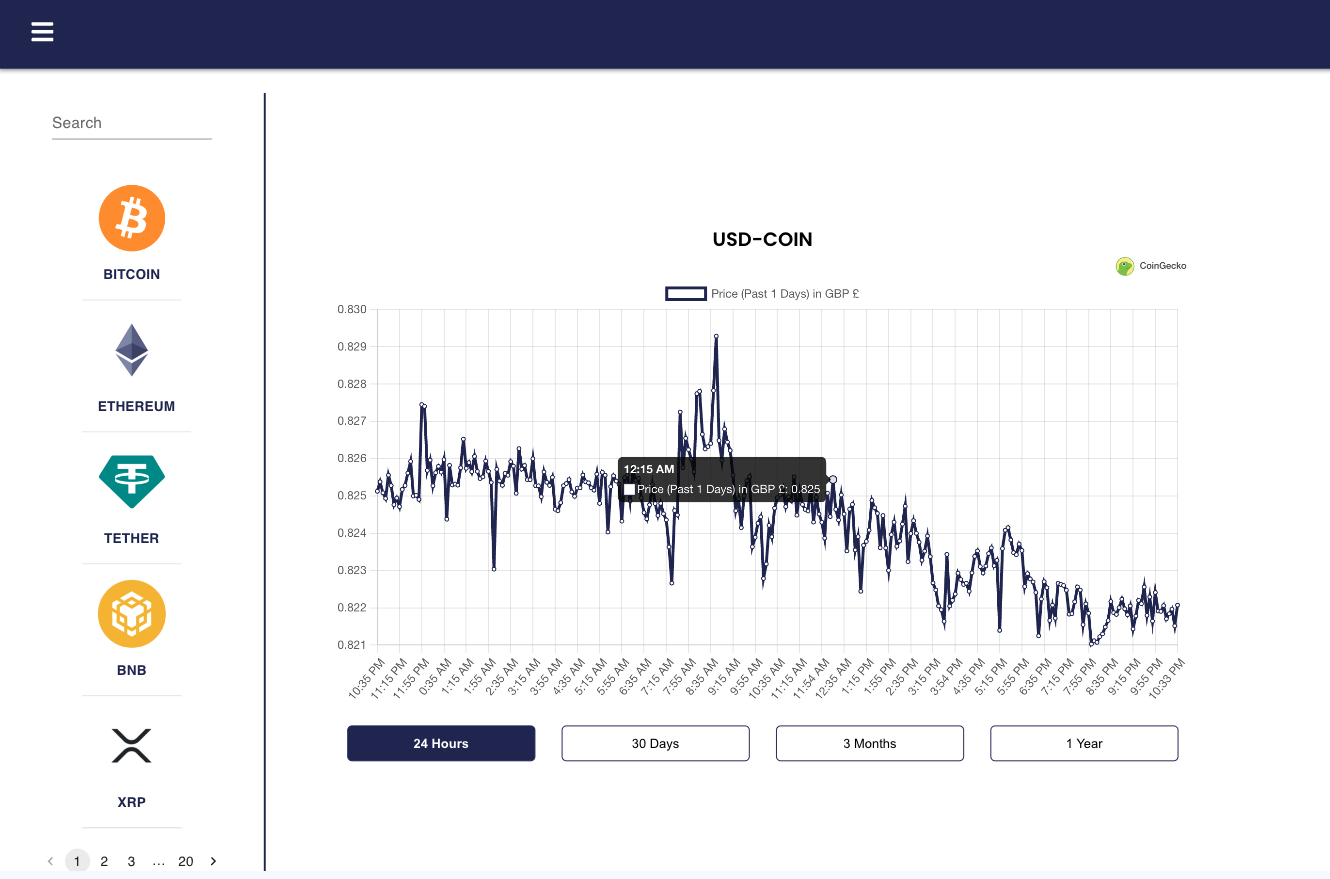 Search
BITCOIN
ETHEREUM
TETHER
BNB
XRP
1 2 3 ... 20
USD-COIN
CoinGecko
Price (Past 1 Days) in GBP £
0.830
0.829
0.828
0.827
0.826
0.825
0.824
0.823
0.822
0.821
12:15 AM
Price (Past 1 Days) in GBP £: 0.825
10:35 PM
11:15 PM
11:55 PM
0:35 AM
1:15 AM
1:55 AM
2:35 AM
3:15 AM
3:55 AM
4:35 AM
5:15 AM
5:55 AM
6:35 AM
7:15 AM
7:55 AM
8:35 AM
9:15 AM
9:55 AM
10:35 AM
11:15 AM
11:54 AM
12:35 PM
1:15 PM
1:55 PM
2:35 PM
3:15 PM
3:54 PM
4:35 PM
5:15 PM
5:55 PM
6:35 PM
7:15 PM
7:55 PM
8:35 PM
9:15 PM
9:55 PM
10:33 PM
24 Hours
30 Days
3 Months
1 Year